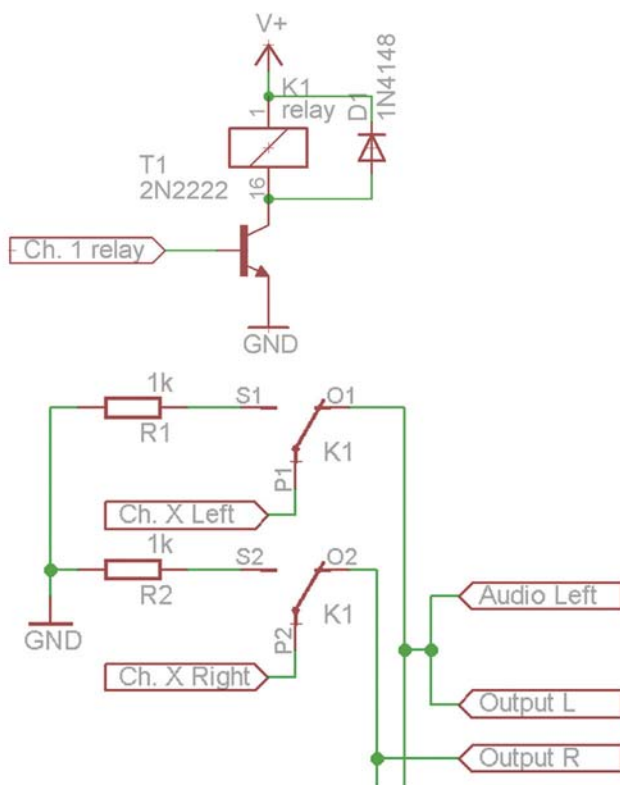 V+
K1
relay
1
D1
1N4148
T1
2N2222
16
Ch. 1 relay
GND
1k
S1
O1
R1
K1
P1
Ch. X Left
1k
S2
O2
R2
K1
P2
GND
Ch. X Right
Audio Left
Output L
Output R